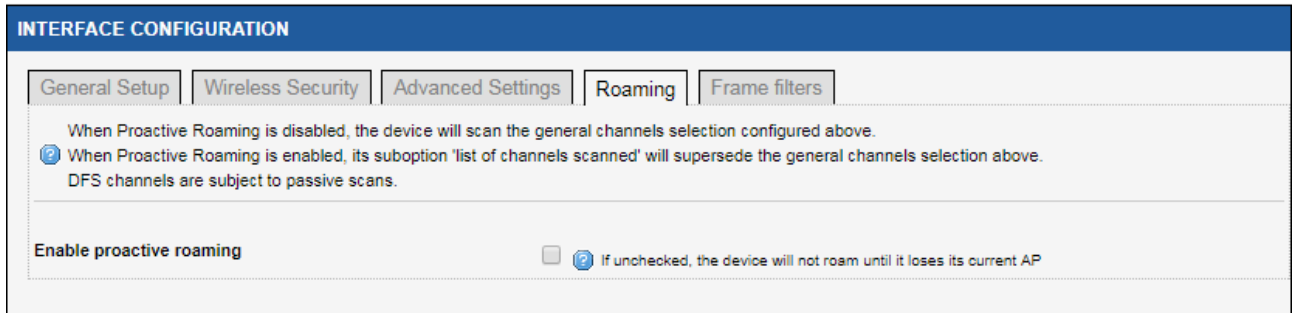 INTERFACE CONFIGURATION
General Setup Wireless Security Advanced Settings Roaming Frame filters
When Proactive Roaming is disabled, the device will scan the general channels selection configured above.
When Proactive Roaming is enabled, its suboption 'list of channels scanned' will supersede the general channels selection above.
DFS channels are subject to passive scans.
Enable proactive roaming If unchecked, the device will not roam until it loses its current AP